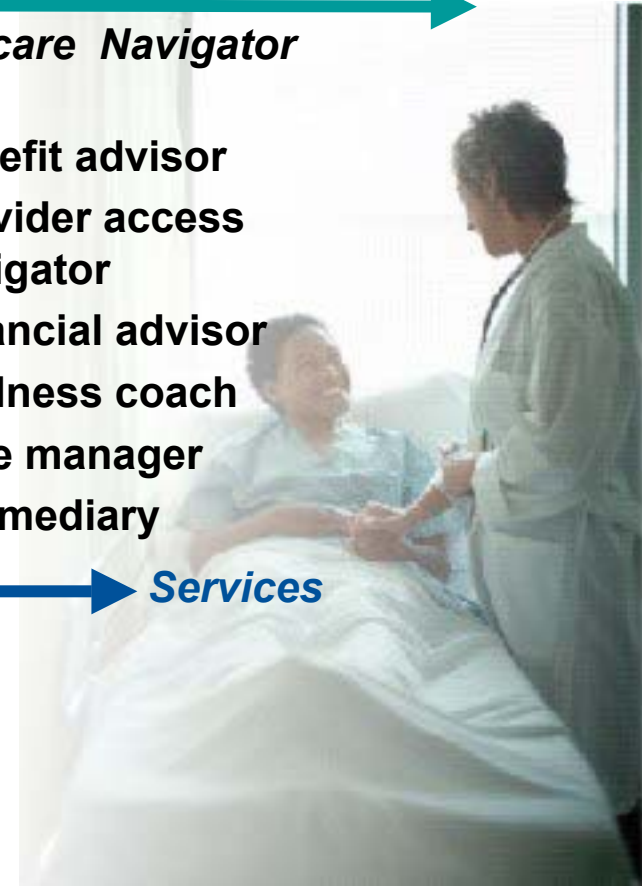 care Navigator
efit advisor
vider access
igator
ancial advisor
lness coach
e manager
mediary
Services